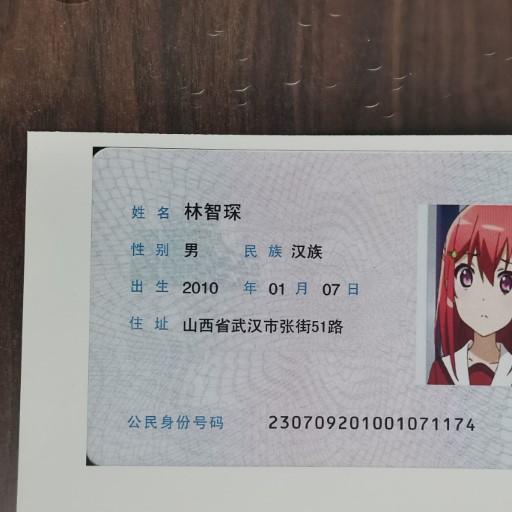 姓名 林智琛
性别 男 民族 汉族
出生 2010 年 01 月 07 日
住址 山西省武汉市张街51路
公民身份号码 230709201001071174